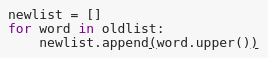 newlist = []
for word in oldlist:
    newlist.append(word.upper())